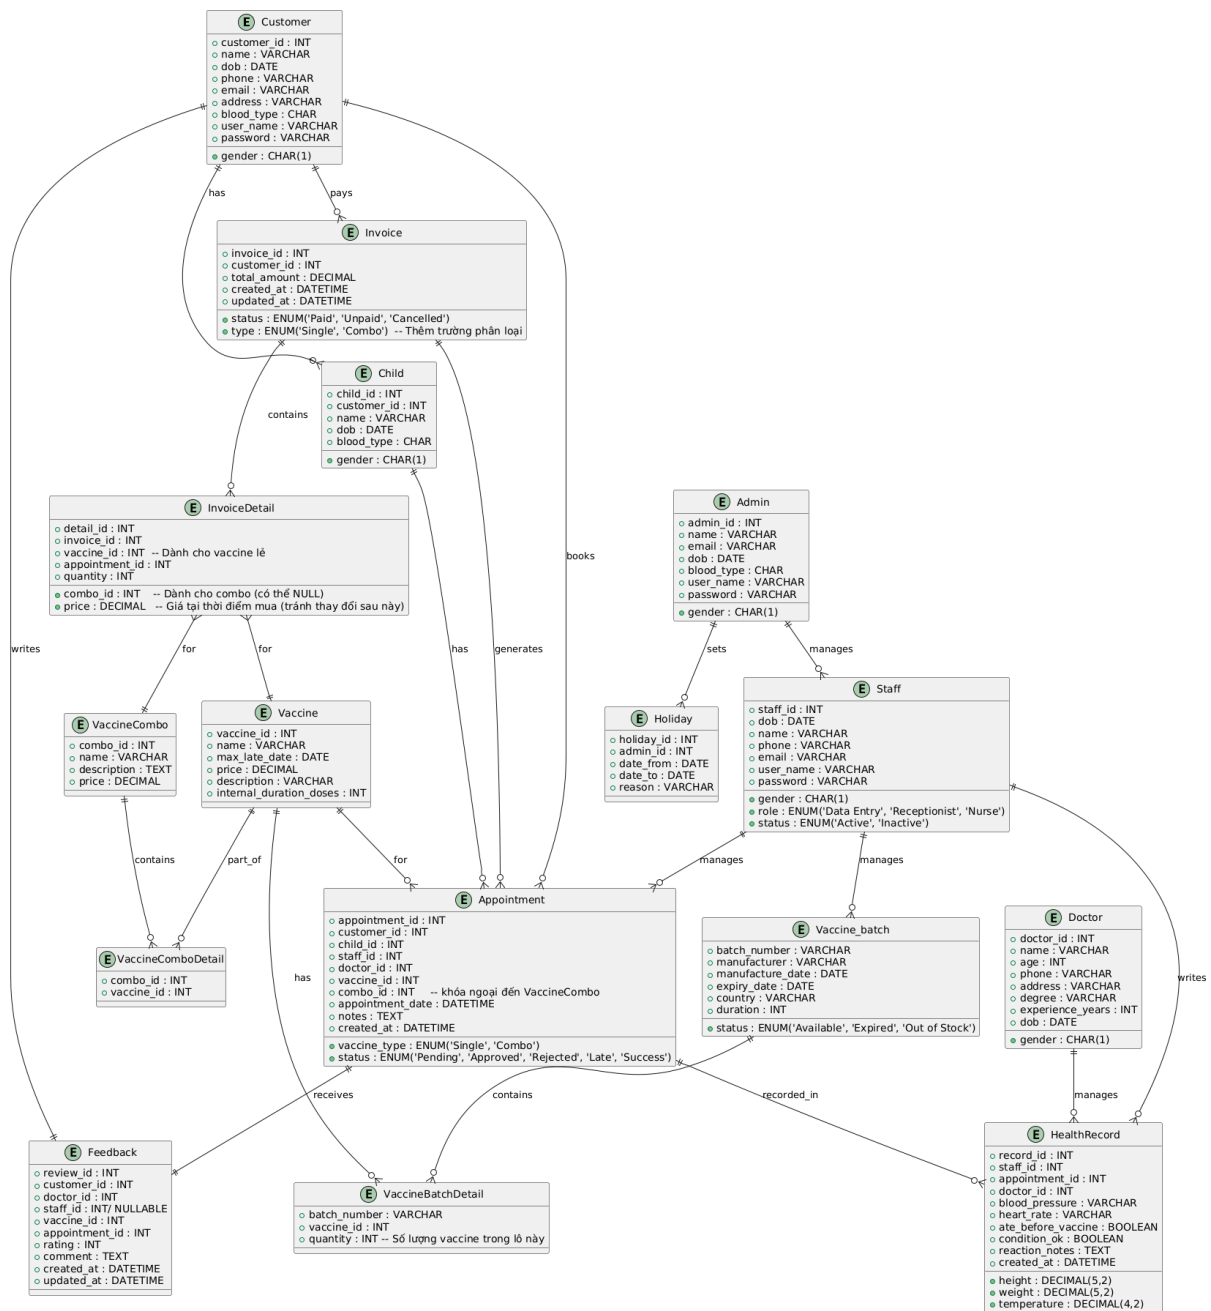 E Customer
customer_id : INT
name : VARCHAR
dob : DATE
phone : VARCHAR
email : VARCHAR
address : VARCHAR
blood_type : CHAR
user_name : VARCHAR
password : VARCHAR
gender : CHAR(1)
has
pays
E Invoice
invoice_id : INT
customer_id : INT
total_amount : DECIMAL
created_at : DATETIME
updated_at : DATETIME
status : ENUM('Paid', 'Unpaid', 'Cancelled')
type : ENUM('Single', 'Combo')  -- Thêm trường phân loại
E Child
child_id : INT
customer_id : INT
name : VARCHAR
dob : DATE
blood_type : CHAR
gender : CHAR(1)
contains
E InvoiceDetail
detail_id : INT
invoice_id : INT
vaccine_id : INT  -- Dành cho vaccine lẻ
appointment_id : INT
quantity : INT
combo_id : INT    -- Dành cho combo (có thể NULL)
price : DECIMAL   -- Giá tại thời điểm mua (tránh thay đổi sau này)
E Admin
admin_id : INT
name : VARCHAR
email : VARCHAR
dob : DATE
blood_type : CHAR
user_name : VARCHAR
password : VARCHAR
gender : CHAR(1)
books
writes
for
for
has
generates
sets
manages
E VaccineCombo
combo_id : INT
name : VARCHAR
description : TEXT
price : DECIMAL
E Vaccine
vaccine_id : INT
name : VARCHAR
max_late_date : DATE
price : DECIMAL
description : VARCHAR
internal_duration_doses : INT
E Holiday
holiday_id : INT
admin_id : INT
date_from : DATE
date_to : DATE
reason : VARCHAR
E Staff
staff_id : INT
dob : DATE
name : VARCHAR
phone : VARCHAR
email : VARCHAR
user_name : VARCHAR
password : VARCHAR
gender : CHAR(1)
role : ENUM('Data Entry', 'Receptionist', 'Nurse')
status : ENUM('Active', 'Inactive')
contains
part_of
for
manages
manages
E VaccineComboDetail
combo_id : INT
vaccine_id : INT
has
E Appointment
appointment_id : INT
customer_id : INT
child_id : INT
staff_id : INT
doctor_id : INT
vaccine_id : INT
combo_id : INT     -- khóa ngoại đến VaccineCombo
appointment_date : DATETIME
notes : TEXT
created_at : DATETIME
vaccine_type : ENUM('Single', 'Combo')
status : ENUM('Pending', 'Approved', 'Rejected', 'Late', 'Success')
E Vaccine_batch
batch_number : VARCHAR
manufacturer : VARCHAR
manufacture_date : DATE
expiry_date : DATE
country : VARCHAR
duration : INT
status : ENUM('Available', 'Expired', 'Out of Stock')
E Doctor
doctor_id : INT
name : VARCHAR
age : INT
phone : VARCHAR
address : VARCHAR
degree : VARCHAR
experience_years : INT
dob : DATE
gender : CHAR(1)
writes
receives
contains
recorded_in
manages
E Feedback
review_id : INT
customer_id : INT
doctor_id : INT
staff_id : INT/ NULLABLE
vaccine_id : INT
appointment_id : INT
rating : INT
comment : TEXT
created_at : DATETIME
updated_at : DATETIME
E VaccineBatchDetail
batch_number : VARCHAR
vaccine_id : INT
quantity : INT -- Số lượng vaccine trong lô này
E HealthRecord
record_id : INT
staff_id : INT
appointment_id : INT
doctor_id : INT
blood_pressure : VARCHAR
heart_rate : VARCHAR
ate_before_vaccine : BOOLEAN
condition_ok : BOOLEAN
reaction_notes : TEXT
created_at : DATETIME
height : DECIMAL(5,2)
weight : DECIMAL(5,2)
temperature : DECIMAL(4,2)